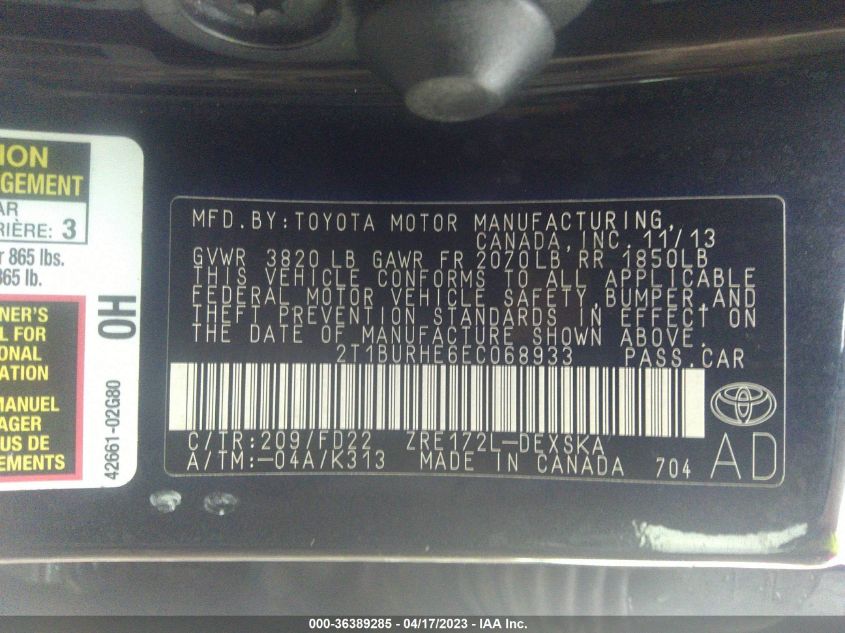 ION
GEMENT
AR
RIÈRE: 3
r 865 lbs.
865 lb.
NER'S
L FOR
ONAL
ATION
MANUEL
AGER
US DE
EMENTS
OH
42661-02G80
MFD.BY:TOYOTA MOTOR MANUFACTURING,
CANADA,INC. 11/13
GVWR 3820 LB GAWR FR 2070LB, RR 1850LB
THIS VEHICLE CONFORMS TO ALL APPLICABLE
FEDERAL MOTOR VEHICLE SAFETY,BUMPER,AND
THEFT PREVENTION STANDARDS IN EFFECT ON
THE DATE OF MANUFACTURE SHOWN ABOVE.
2T1BURHE6EC068933 PASS.CAR
C/TR:209/FD22 ZRE172L-DEXSKA
A/TM:-04A/K313 MADE IN CANADA 704
AD
000-36389285 - 04/17/2023 - IAA Inc.